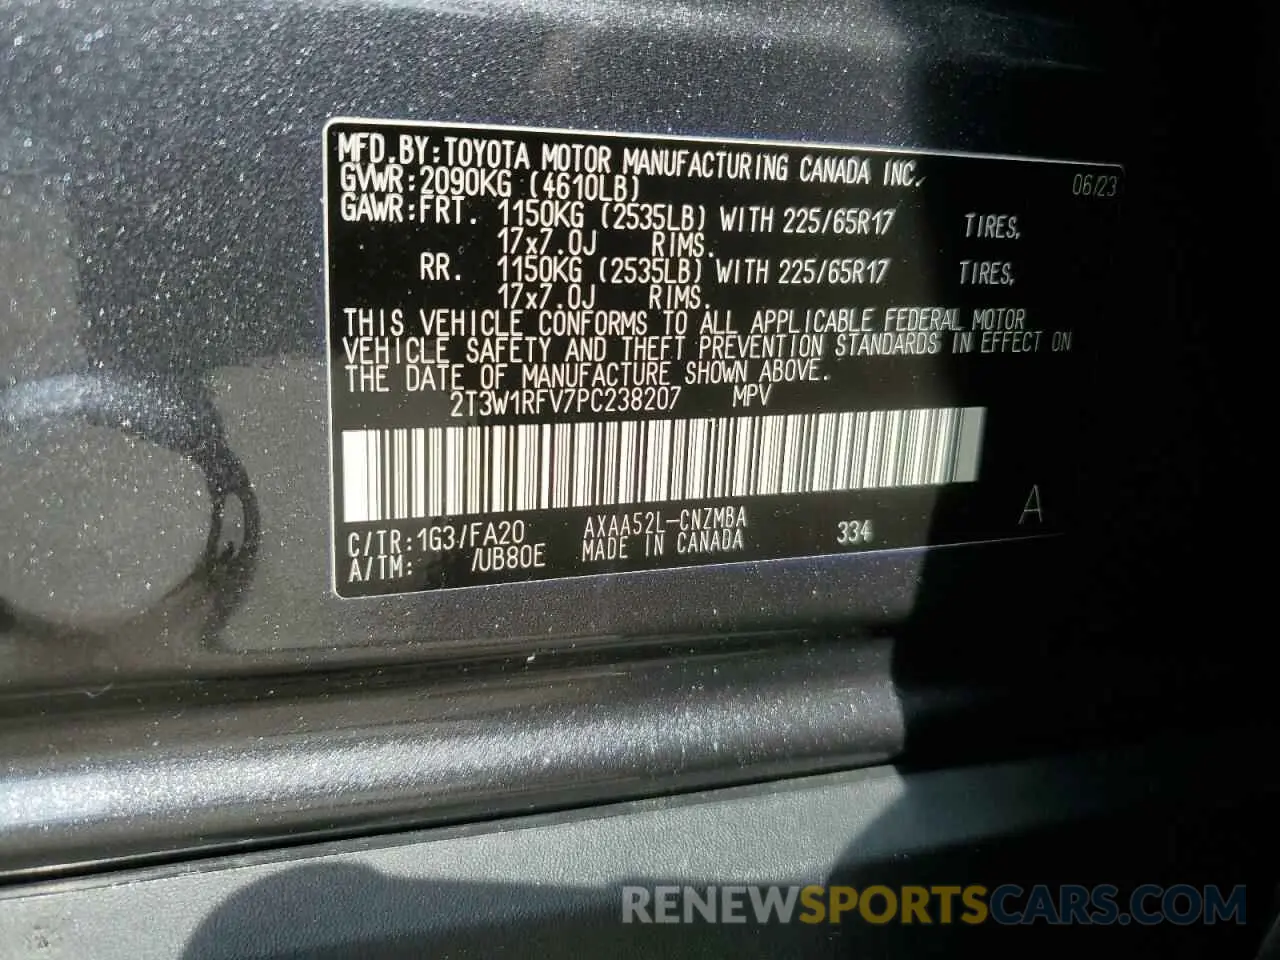 MFD.BY:TOYOTA MOTOR MANUFACTURING CANADA INC.
GVWR:2090KG (4610LB) 06/23
GAWR:FRT. 1150KG (2535LB) WITH 225/65R17 TIRES,
17x7.0J RIMS.
RR. 1150KG (2535LB) WITH 225/65R17 TIRES,
17x7.0J RIMS.
THIS VEHICLE CONFORMS TO ALL APPLICABLE FEDERAL MOTOR
VEHICLE SAFETY AND THEFT PREVENTION STANDARDS IN EFFECT ON
THE DATE OF MANUFACTURE SHOWN ABOVE.
2T3W1RFV7PC238207 MPV
C/TR:1G3/FA20 AXAA52L-CNZMBA 334 A
A/TM: /UB80E MADE IN CANADA
RENEWSPORTSCARS.COM